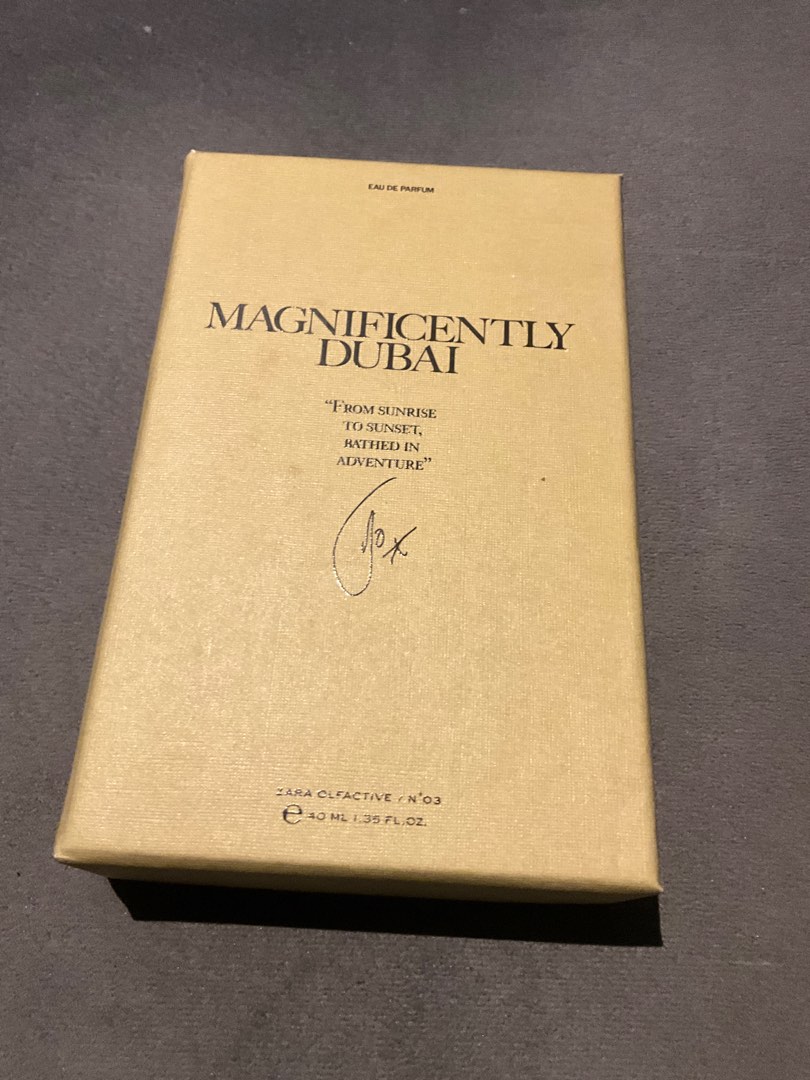 EAU DE PARFUM
MAGNIFICENTLY
DUBAI
“FROM SUNRISE
TO SUNSET,
BATHED IN
ADVENTURE”
Jo x
ZARA OLFACTIVE / N°03
℮ 40 ML 1.35 FL.OZ.